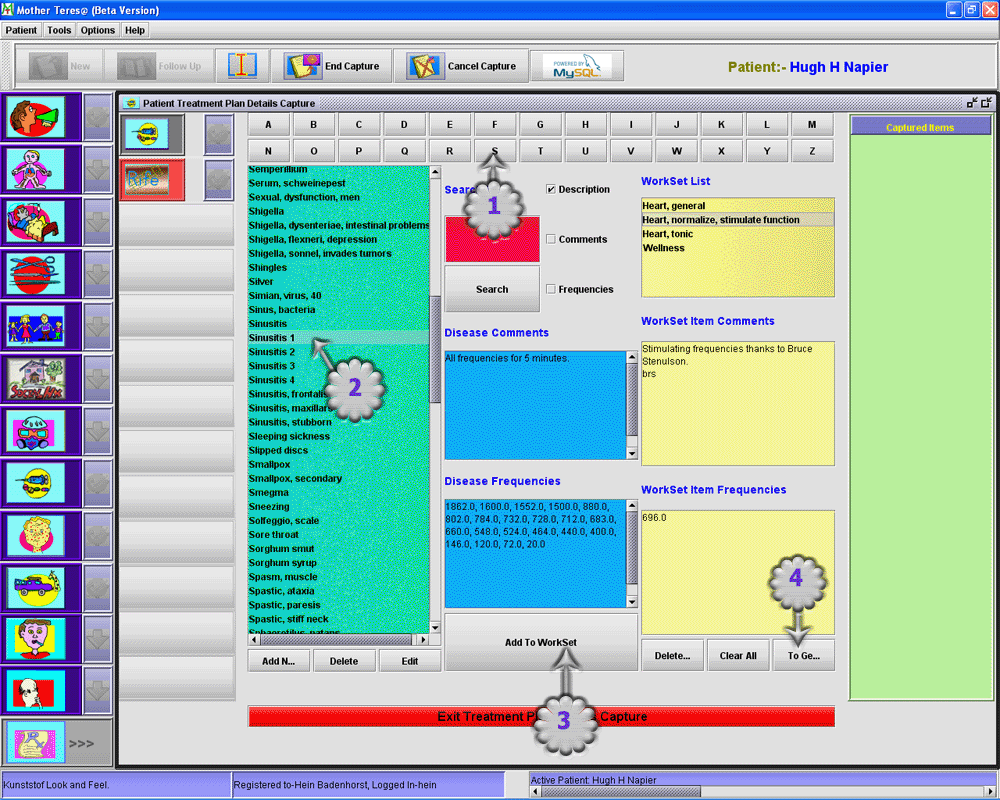 Mother Teres@ (Beta Version)
Patient Tools Options Help
New
Follow Up
End Capture
Cancel Capture
POWERED BY
MySQL
Patient:- Hugh H Napier
Patient Treatment Plan Details Capture
A B C D E F G H I J K L M
N O P Q R S T U V W X Y Z
Captured Items
Rife
Semperillium
Serum, schweinepest
Sexual, dysfunction, men
Shigella
Shigella, dysenteriae, intestinal problems
Shigella, flexneri, depression
Shigella, sonnel, invades tumors
Shingles
Silver
Simian, virus, 40
Sinus, bacteria
Sinusitis
Sinusitis 1
Sinusitis 2
Sinusitis 3
Sinusitis 4
Sinusitis, frontalis
Sinusitis, maxillaris
Sinusitis, stubborn
Sleeping sickness
Slipped discs
Smallpox
Smallpox, secondary
Smegma
Sneezing
Solfeggio, scale
Sore throat
Sorghum smut
Sorghum syrup
Spasm, muscle
Spastic, ataxia
Spastic, paresis
Spastic, stiff neck
Sphaerotilus, natans
Add N...
Delete
Edit
1
2
3
4
Description
Comments
Search
Frequencies
Disease Comments
All frequencies for 5 minutes.
Disease Frequencies
1862.0, 1600.0, 1552.0, 1500.0, 880.0,
802.0, 784.0, 732.0, 728.0, 712.0, 683.0,
660.0, 548.0, 524.0, 464.0, 440.0, 400.0,
146.0, 120.0, 72.0, 20.0
Add To WorkSet
WorkSet List
Heart, general
Heart, normalize, stimulate function
Heart, tonic
Wellness
WorkSet Item Comments
Stimulating frequencies thanks to Bruce
Stenulson.
brs
WorkSet Item Frequencies
696.0
Delete...
Clear All
To Ge...
Exit Treatment P Capture
>>>
Kunststof Look and Feel.
Registered to-Hein Badenhorst, Logged In-hein
Active Patient: Hugh H Napier